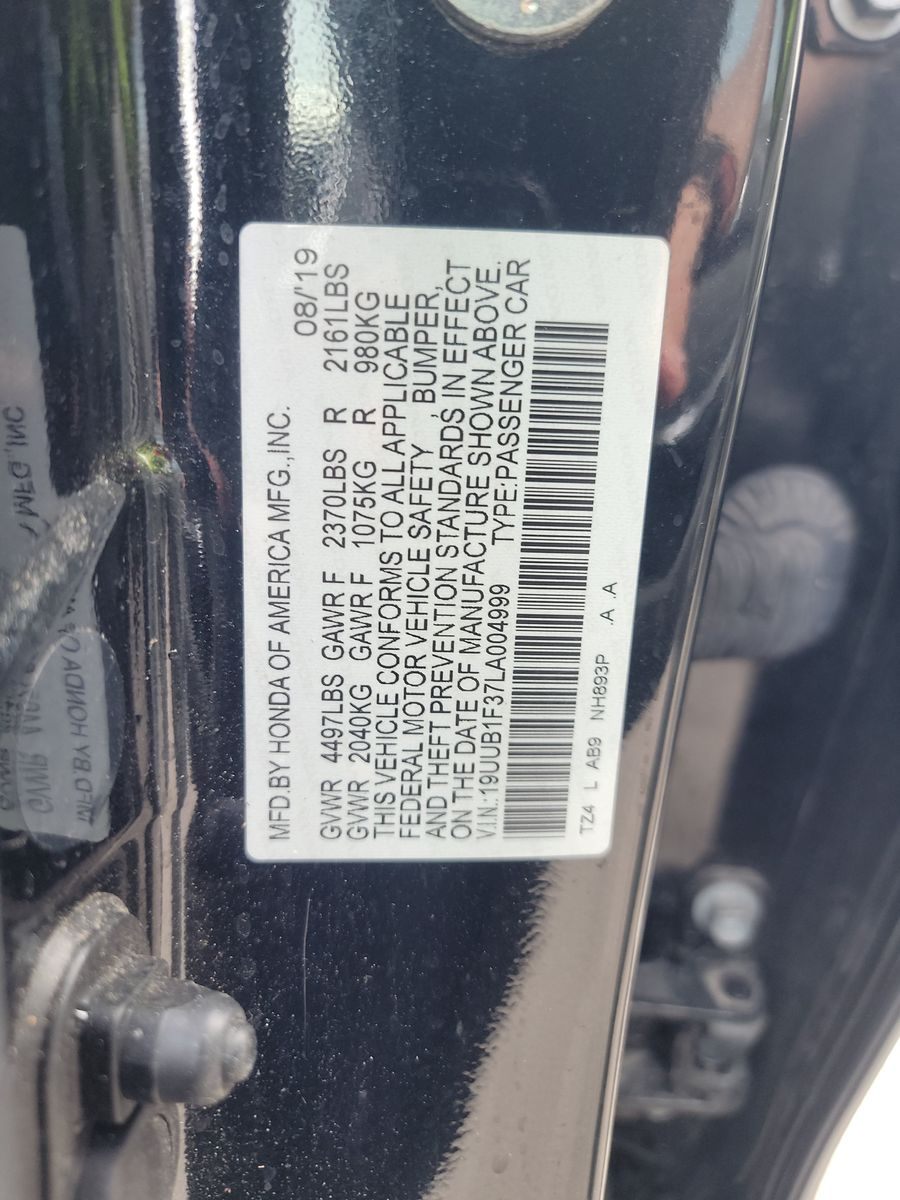 MFD.BY HONDA OF AMERICA MFG.,INC. 08/'19
GVWR 4497LBS GAWR F 2370LBS R 2161LBS
GVWR 2040KG GAWR F 1075KG R 980KG
THIS VEHICLE CONFORMS TO ALL APPLICABLE
FEDERAL MOTOR VEHICLE SAFETY, BUMPER,
AND THEFT PREVENTION STANDARDS IN EFFECT
ON THE DATE OF MANUFACTURE SHOWN ABOVE.
V.I.N.:19UUB1F37LA004999 TYPE:PASSENGER CAR
TZ4 L AB9 NH893P .A .A